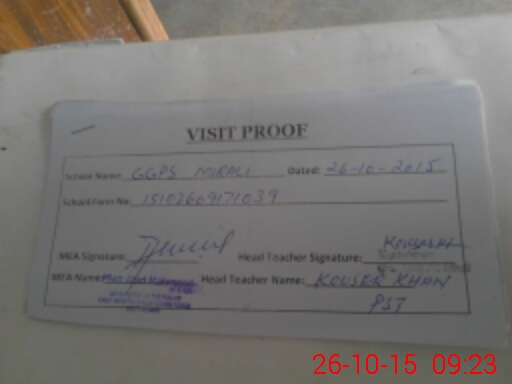 VISIT PROOF
School Name: GGPS MIRALI Dated: 26-10-2015
School Form No: 15102609171039
MEA Signature: Head Teacher Signature:
MEA Name: Head Teacher Name: KOUSER KHAN
PST
26-10-15 09:23